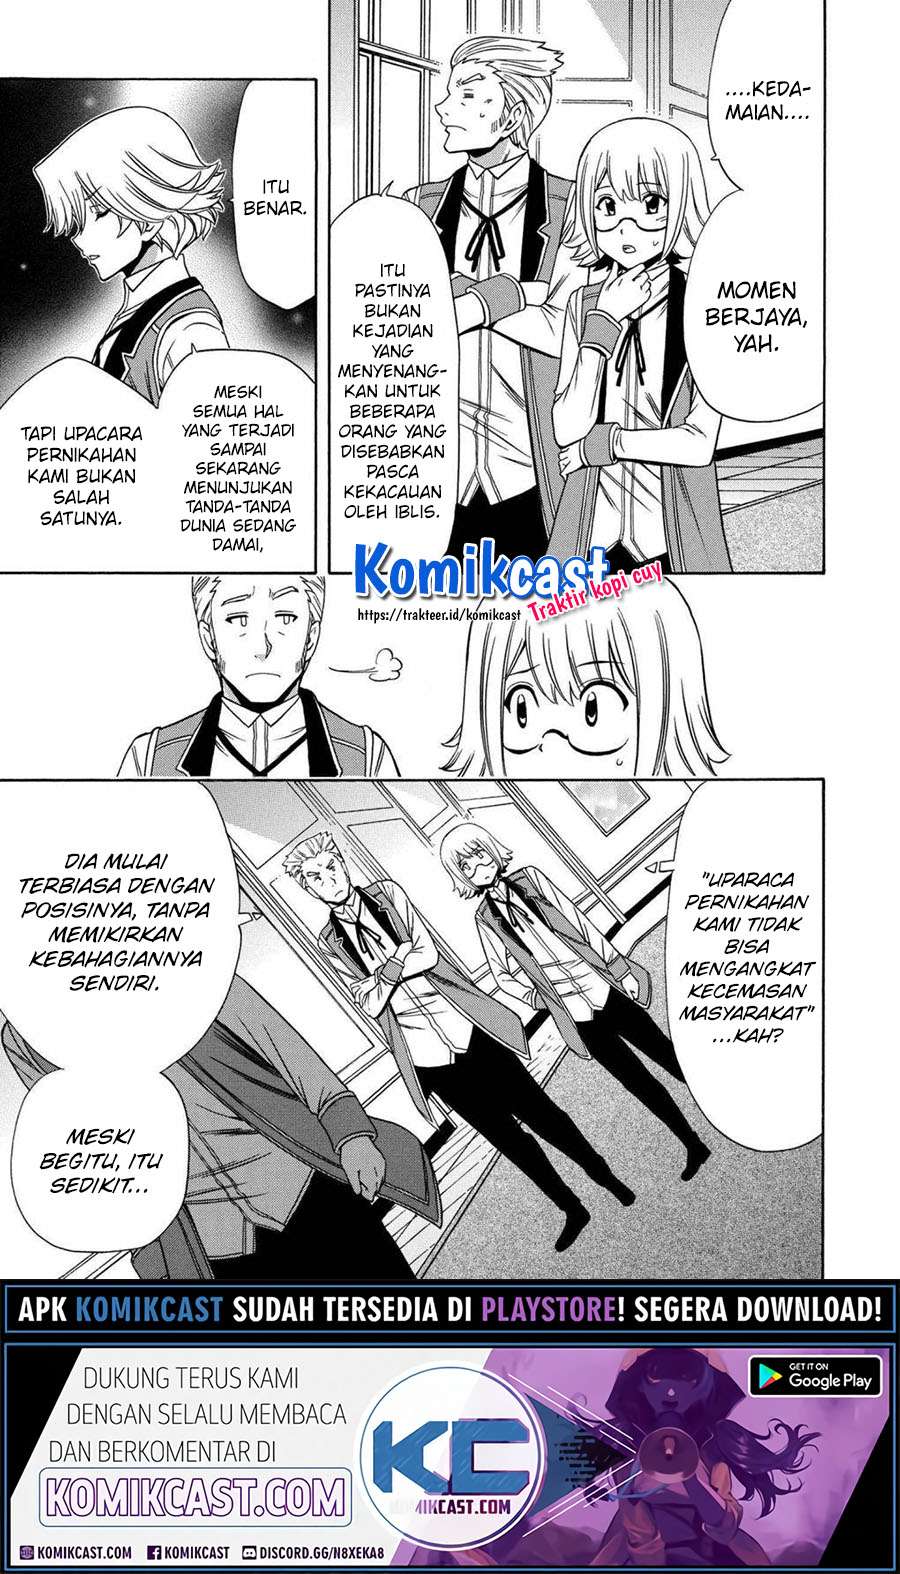 ....KEDA-
MAIAN....
MOMEN
BERJAYA,
YAH.
ITU
PASTINYA
BUKAN
KEJADIAN
YANG
MENYENANG-
KAN UNTUK
BEBERAPA
ORANG YANG
DISEBABKAN
PASCA
KEKACAUAN
OLEH IBLIS.
ITU
BENAR.
MESKI
SEMUA HAL
YANG TERJADI
SAMPAI
SEKARANG
MENUNJUKAN
TANDA-TANDA
DUNIA SEDANG
DAMAI,
TAPI UPACARA
PERNIKAHAN
KAMI BUKAN
SALAH
SATUNYA.
Komikcast
Traktir kopi cuy
https://trakteer.id/komikcast
"UPARACA
PERNIKAHAN
KAMI TIDAK
BISA
MENGANGKAT
KECEMASAN
MASYARAKAT"
...KAH?
DIA MULAI
TERBIASA DENGAN
POSISINYA, TANPA
MEMIKIRKAN
KEBAHAGIANNYA
SENDIRI.
MESKI
BEGITU, ITU
SEDIKIT...
APK KOMIKCAST SUDAH TERSEDIA DI PLAYSTORE! SEGERA DOWNLOAD!
DUKUNG TERUS KAMI
DENGAN SELALU MEMBACA
DAN BERKOMENTAR DI
KOMIKCAST.COM
KOMIKCAST.COM KOMIKCAST DISCORD.GG/N8XEKA8
KC
KOMIKCAST.COM
GET IT ON
Google Play